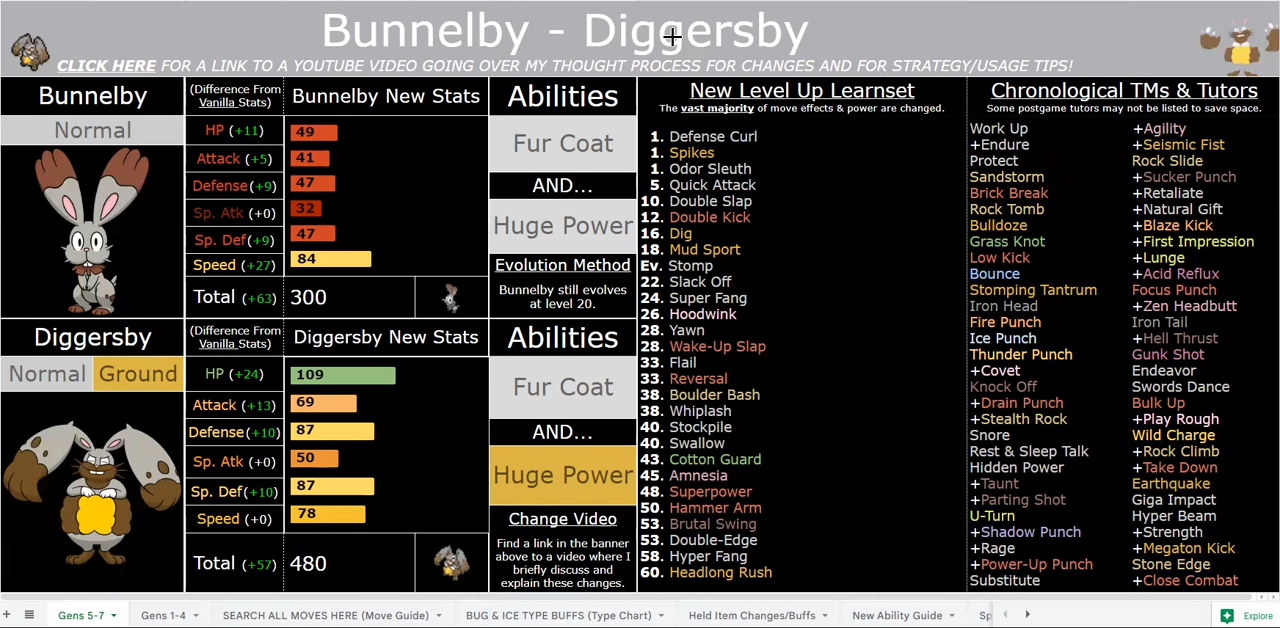 Bunnelby - Diggersby
CLICK HERE FOR A LINK TO A YOUTUBE VIDEO GOING OVER MY THOUGHT PROCESS FOR CHANGES AND FOR STRATEGY/USAGE TIPS!
Bunnelby
Normal
(Difference From
Vanilla Stats)
Bunnelby New Stats
HP (+11) 49
Attack (+5) 41
Defense (+9) 47
Sp. Atk (+0) 32
Sp. Def (+9) 47
Speed (+27) 84
Total (+63) 300
Abilities
Fur Coat
AND...
Huge Power
Evolution Method
Bunnelby still evolves
at level 20.
Diggersby
Normal Ground
(Difference From
Vanilla Stats)
Diggersby New Stats
HP (+24) 109
Attack (+13) 69
Defense (+10) 87
Sp. Atk (+0) 50
Sp. Def (+10) 87
Speed (+0) 78
Total (+57) 480
Abilities
Fur Coat
AND...
Huge Power
Change Video
Find a link in the banner
above to a video where I
briefly discuss and
explain these changes.
New Level Up Learnset
The vast majority of move effects & power are changed.
1. Defense Curl
1. Spikes
1. Odor Sleuth
5. Quick Attack
10. Double Slap
12. Double Kick
16. Dig
18. Mud Sport
Ev. Stomp
22. Slack Off
24. Super Fang
26. Hoodwink
28. Yawn
28. Wake-Up Slap
33. Flail
33. Reversal
38. Boulder Bash
38. Whiplash
40. Stockpile
40. Swallow
43. Cotton Guard
45. Amnesia
48. Superpower
50. Hammer Arm
53. Brutal Swing
53. Double-Edge
58. Hyper Fang
60. Headlong Rush
Chronological TMs & Tutors
Some postgame tutors may not be listed to save space.
Work Up
+Endure
Protect
Sandstorm
Brick Break
Rock Tomb
Bulldoze
Grass Knot
Low Kick
Bounce
Stomping Tantrum
Iron Head
Fire Punch
Ice Punch
Thunder Punch
+Covet
Knock Off
+Drain Punch
+Stealth Rock
Snore
Rest & Sleep Talk
Hidden Power
+Taunt
+Parting Shot
U-Turn
+Shadow Punch
+Rage
+Power-Up Punch
Substitute
+Agility
+Seismic Fist
Rock Slide
+Sucker Punch
+Retaliate
+Natural Gift
+Blaze Kick
+First Impression
+Lunge
+Acid Reflux
Focus Punch
+Zen Headbutt
Iron Tail
+Hell Thrust
Gunk Shot
Endeavor
Swords Dance
Bulk Up
+Play Rough
Wild Charge
+Rock Climb
+Take Down
Earthquake
Giga Impact
Hyper Beam
+Strength
+Megaton Kick
Stone Edge
+Close Combat
Gens 5-7
Gens 1-4
SEARCH ALL MOVES HERE (Move Guide)
BUG & ICE TYPE BUFFS (Type Chart)
Held Item Changes/Buffs
New Ability Guide
Sp
Explore